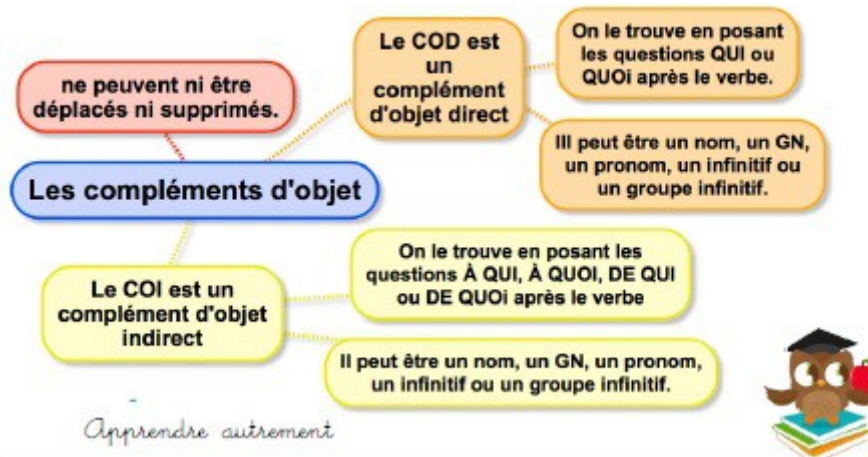 ne peuvent ni être
déplacés ni supprimés.
Les compléments d'objet
Le COD est
un
complément
d'objet direct
On le trouve en posant
les questions QUI ou
QUOi après le verbe.
III peut être un nom, un GN,
un pronom, un infinitif ou
un groupe infinitif.
Le COI est un
complément d'objet
indirect
On le trouve en posant les
questions À QUI, À QUOI, DE QUI
ou DE QUOi après le verbe
Il peut être un nom, un GN, un pronom,
un infinitif ou un groupe infinitif.
Apprendre autrement